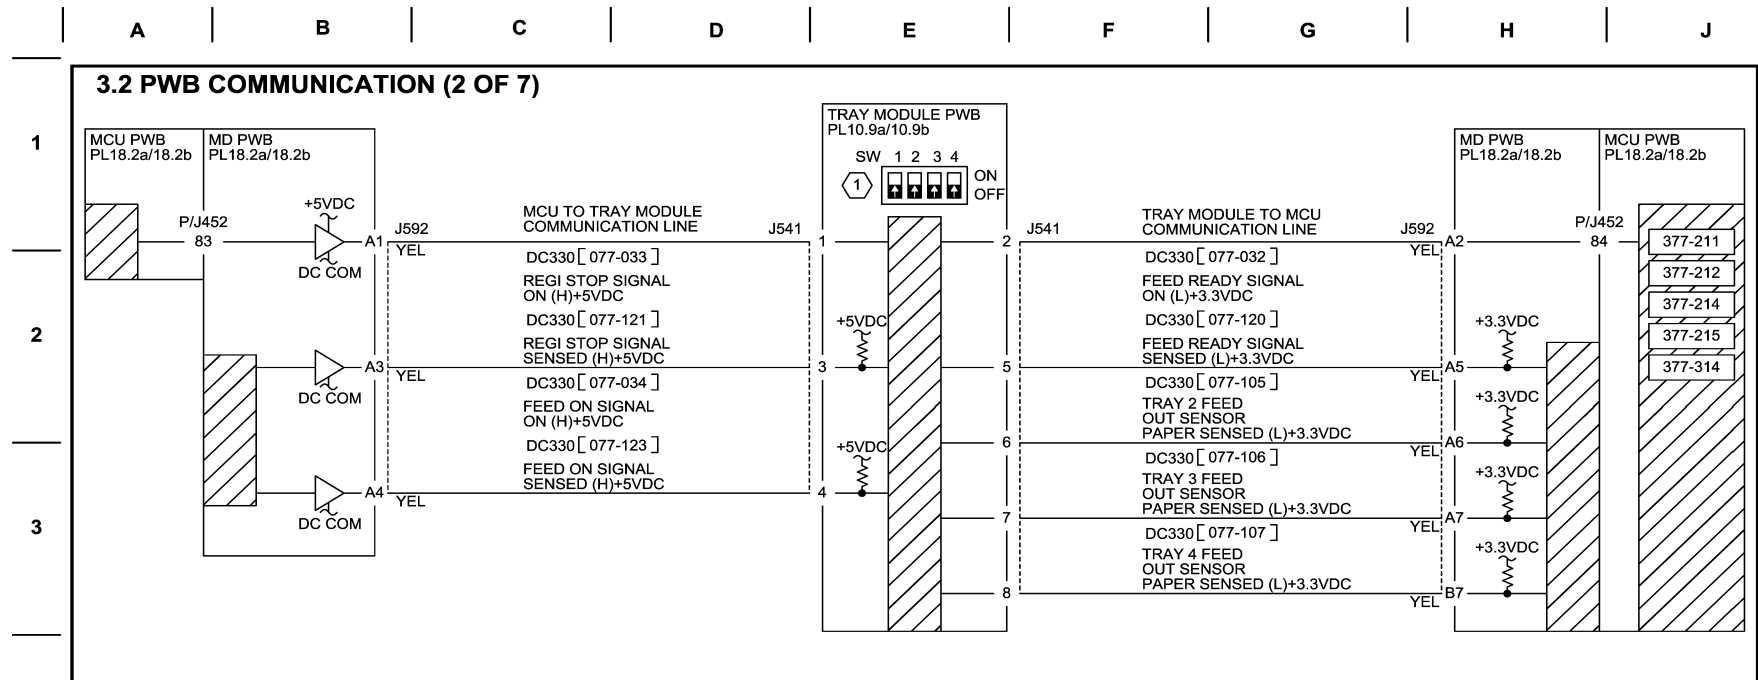 A B C D E F G H J
1
2
3
3.2 PWB COMMUNICATION (2 OF 7)
MCU PWB
PL18.2a/18.2b
MD PWB
PL18.2a/18.2b
P/J452
83
+5VDC
DC COM
A1
J592
YEL
DC COM
A3
YEL
DC COM
A4
YEL
MCU TO TRAY MODULE
COMMUNICATION LINE
J541
DC330 [ 077-033 ]
REGI STOP SIGNAL
ON (H)+5VDC
DC330 [ 077-121 ]
REGI STOP SIGNAL
SENSED (H)+5VDC
DC330 [ 077-034 ]
FEED ON SIGNAL
ON (H)+5VDC
DC330 [ 077-123 ]
FEED ON SIGNAL
SENSED (H)+5VDC
TRAY MODULE PWB
PL10.9a/10.9b
SW 1 2 3 4
1
ON
OFF
1
+5VDC
3
+5VDC
4
2
5
6
7
8
J541
TRAY MODULE TO MCU
COMMUNICATION LINE
DC330 [ 077-032 ]
FEED READY SIGNAL
ON (L)+3.3VDC
DC330 [ 077-120 ]
FEED READY SIGNAL
SENSED (L)+3.3VDC
DC330 [ 077-105 ]
TRAY 2 FEED
OUT SENSOR
PAPER SENSED (L)+3.3VDC
DC330 [ 077-106 ]
TRAY 3 FEED
OUT SENSOR
PAPER SENSED (L)+3.3VDC
DC330 [ 077-107 ]
TRAY 4 FEED
OUT SENSOR
PAPER SENSED (L)+3.3VDC
J592
YEL
YEL
YEL
YEL
YEL
MD PWB
PL18.2a/18.2b
A2
+3.3VDC
A5
+3.3VDC
A6
+3.3VDC
A7
+3.3VDC
B7
MCU PWB
PL18.2a/18.2b
P/J452
84
377-211
377-212
377-214
377-215
377-314